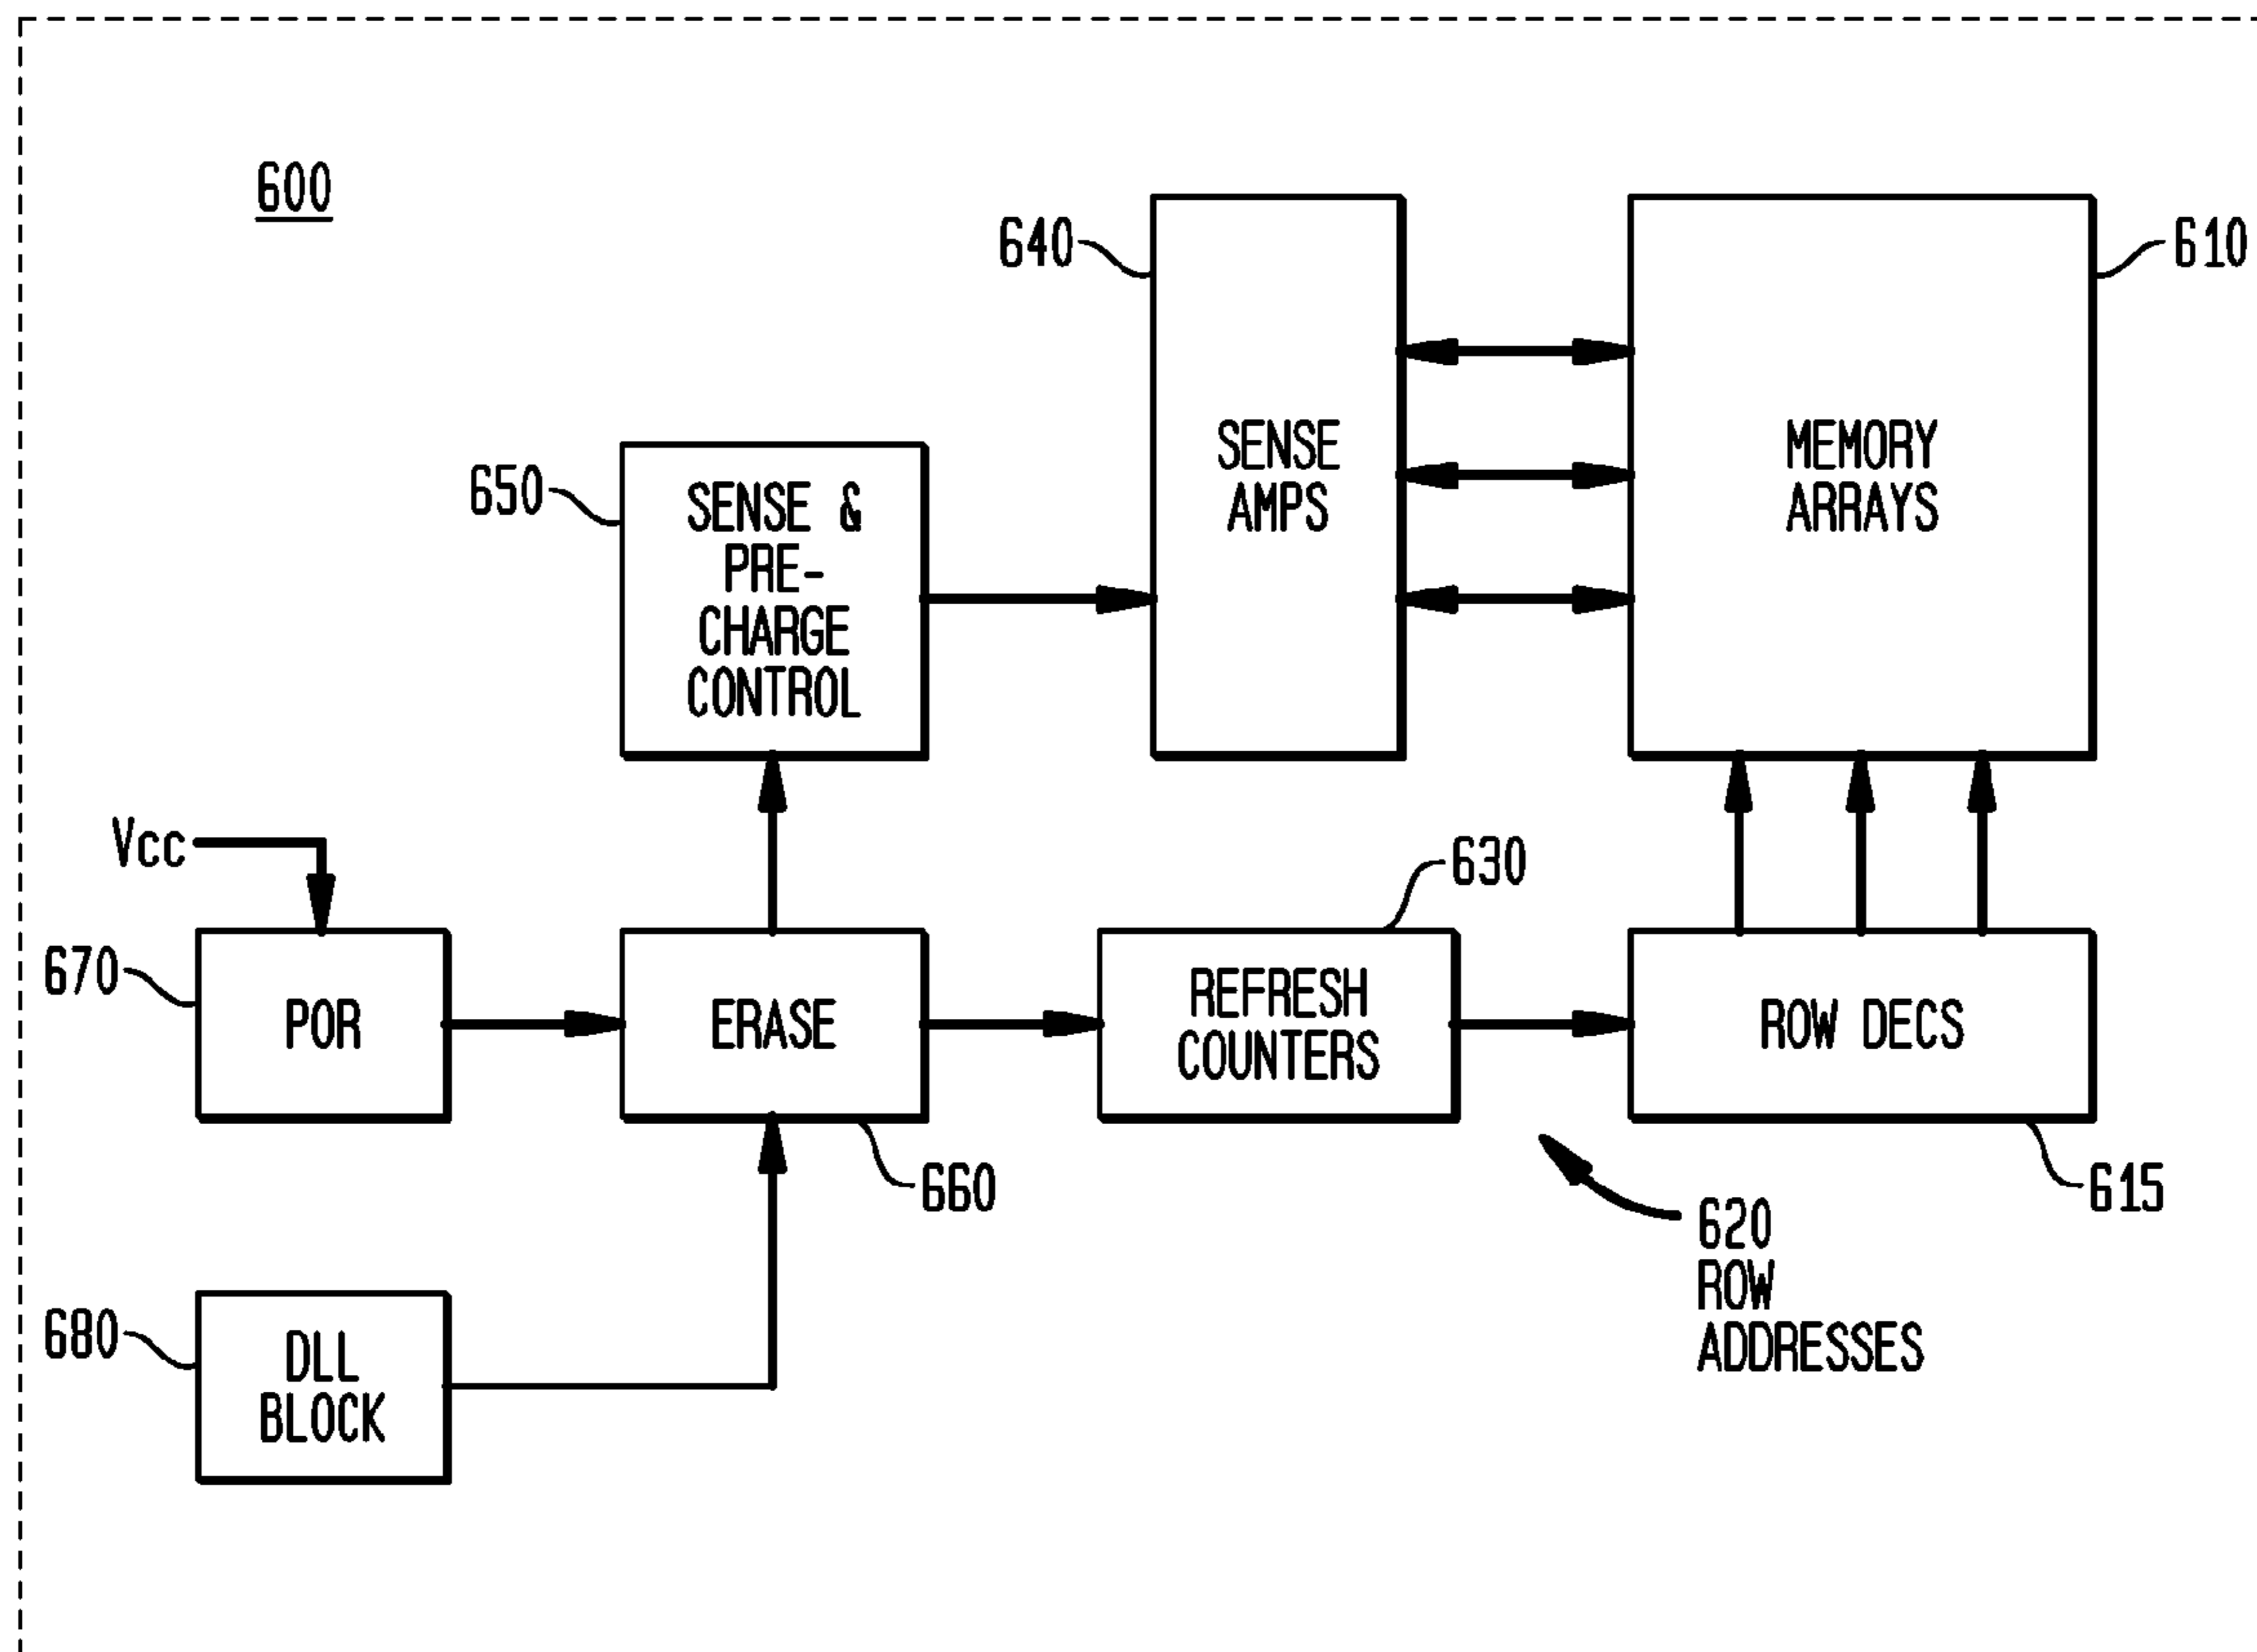 600
640
610
SENSE
AMPS
MEMORY
ARRAYS
650
SENSE &
PRE-
CHARGE
CONTROL
Vcc
630
670
POR
ERASE
REFRESH
COUNTERS
ROW DECS
660
615
620
ROW
ADDRESSES
680
DLL
BLOCK